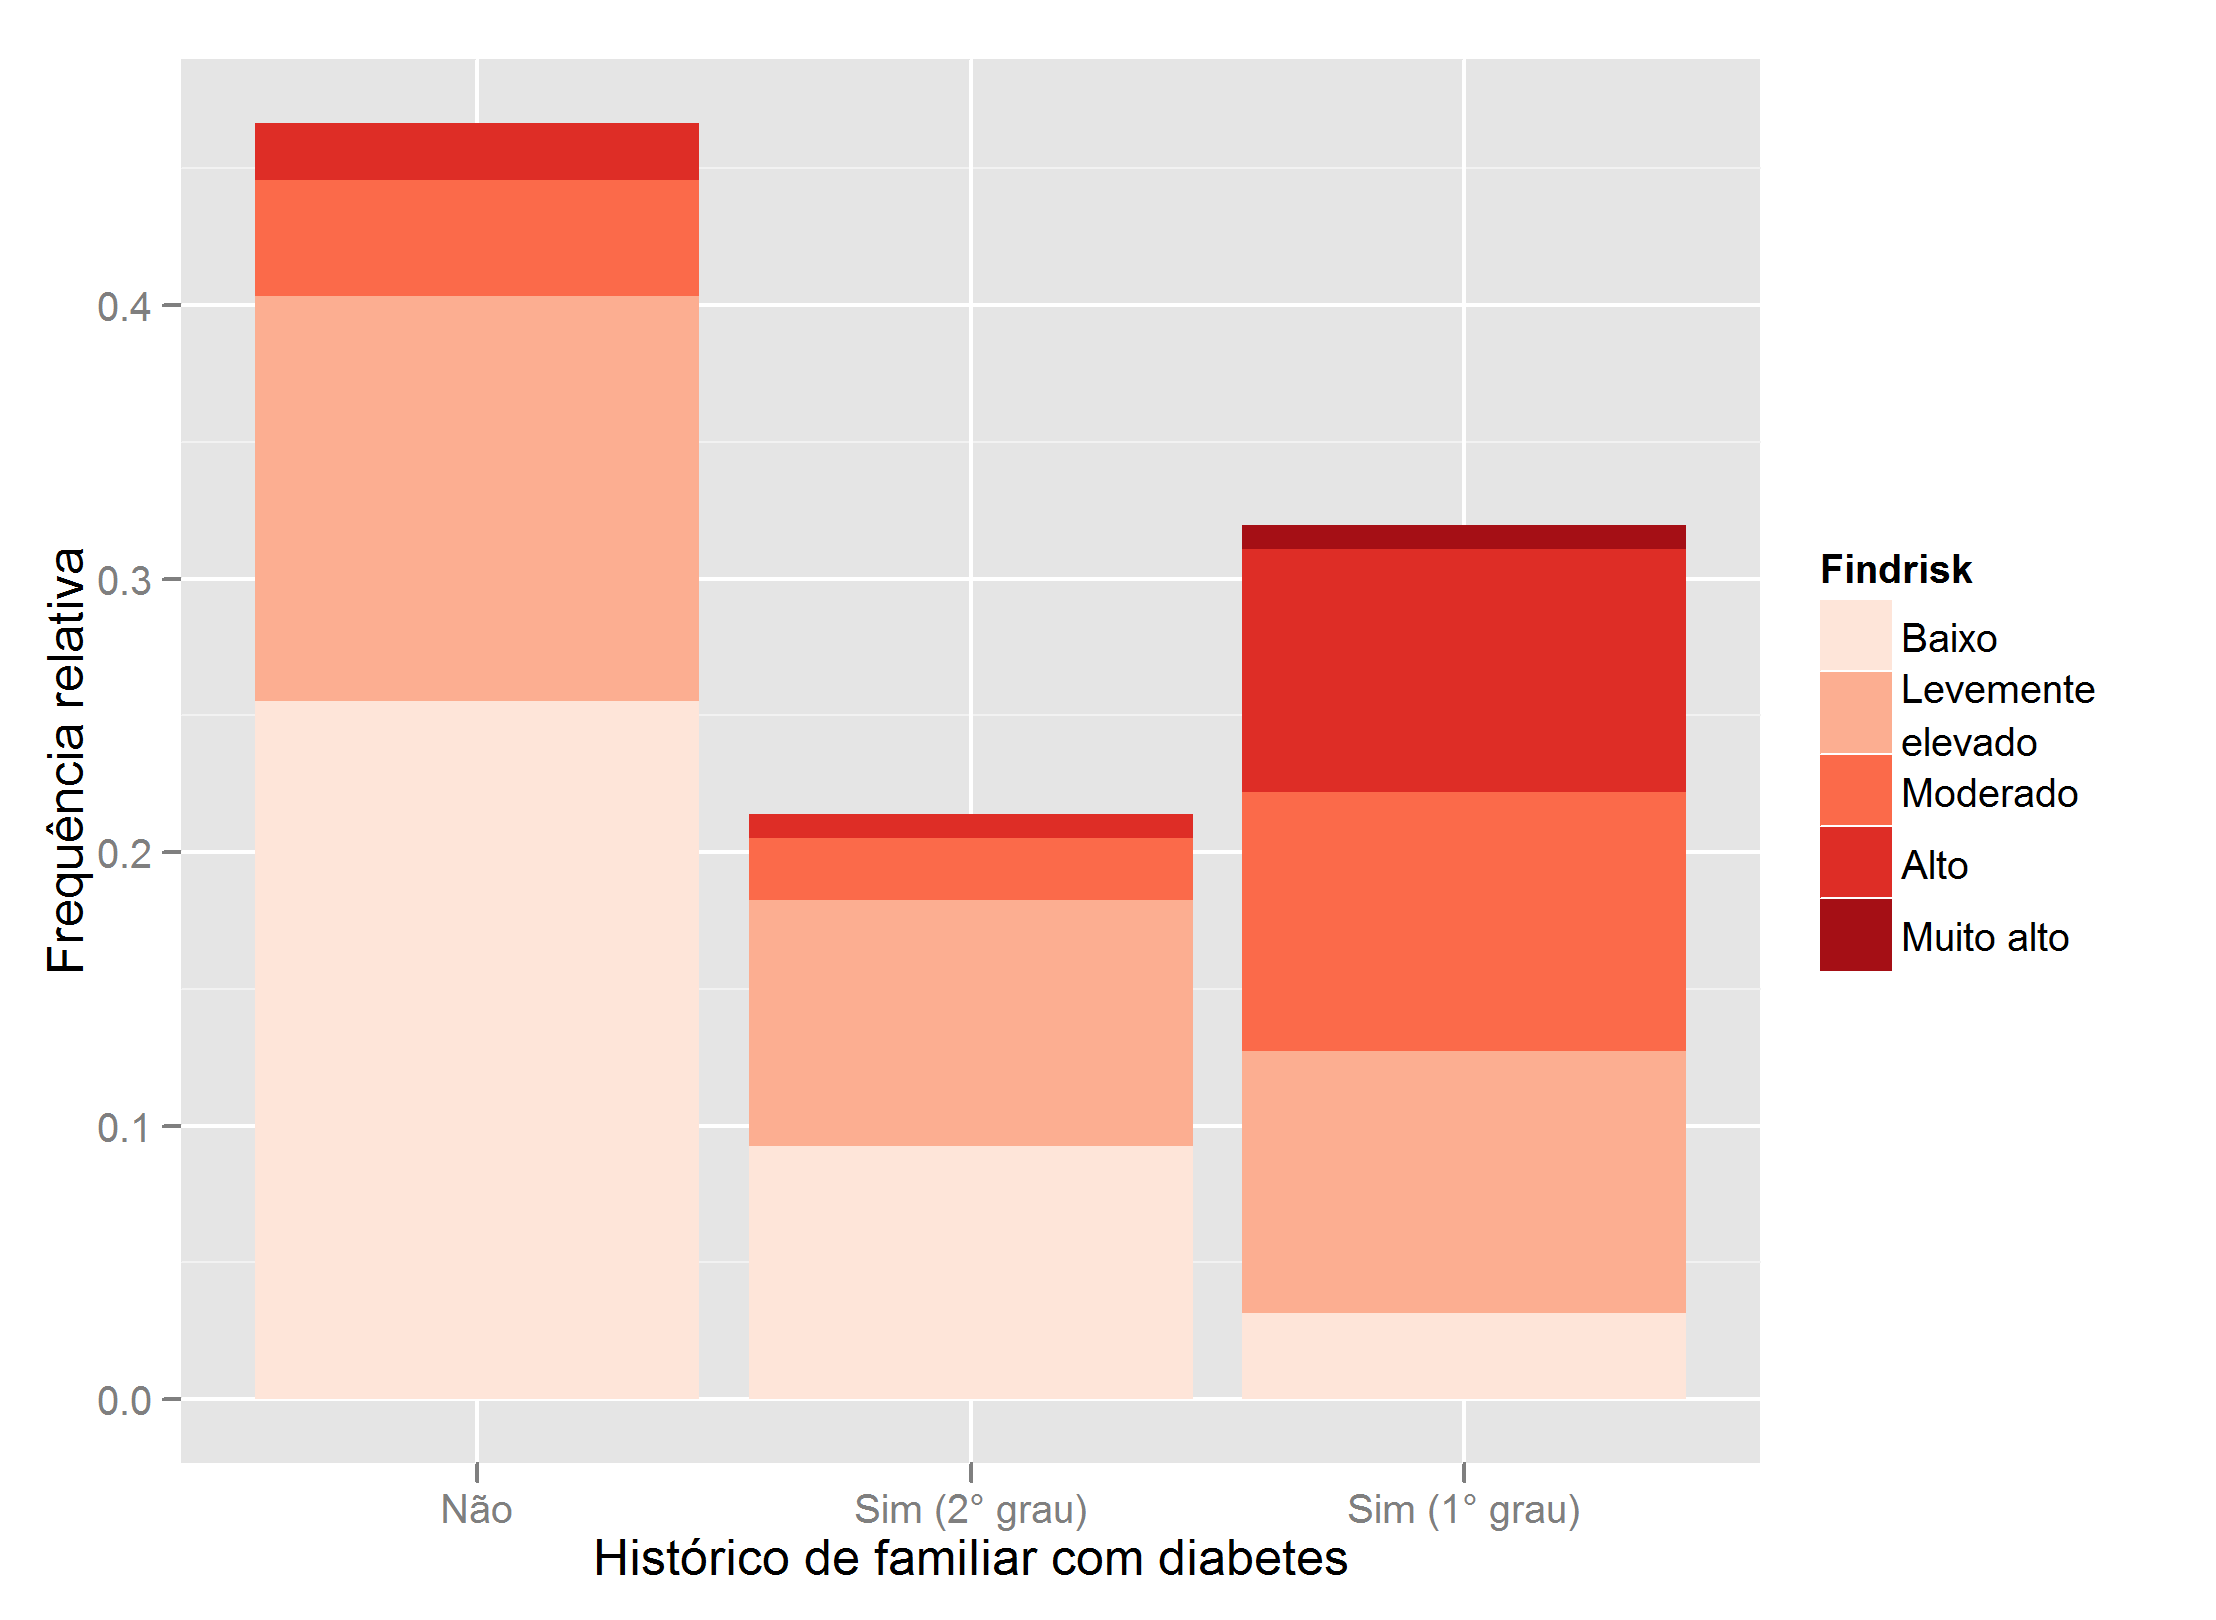 Frequência relativa
0.4
0.3
0.2
0.1
0.0
Não
Sim (2° grau)
Sim (1° grau)
Histórico de familiar com diabetes
Findrisk
Baixo
Levemente
elevado
Moderado
Alto
Muito alto